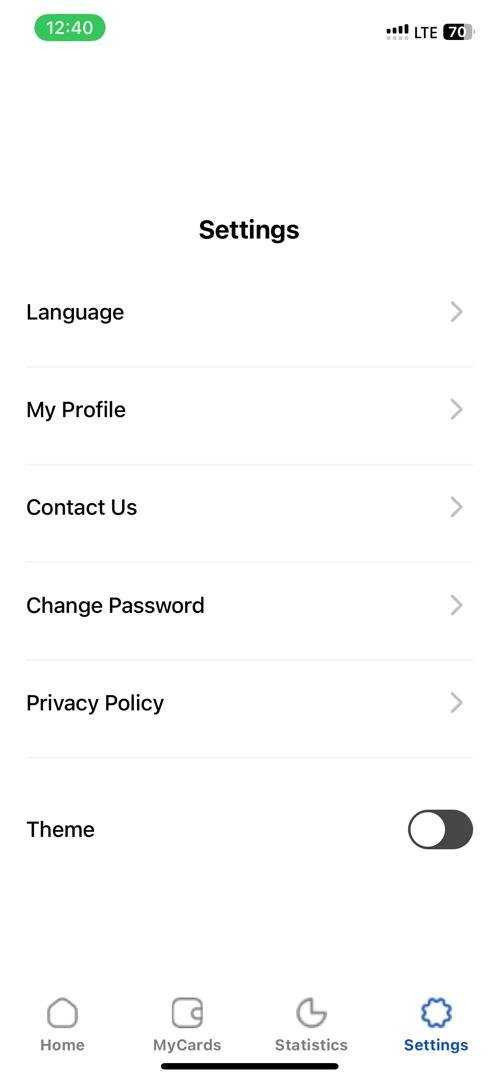 12:40
LTE 70
Settings
Language
My Profile
Contact Us
Change Password
Privacy Policy
Theme
Home MyCards Statistics Settings